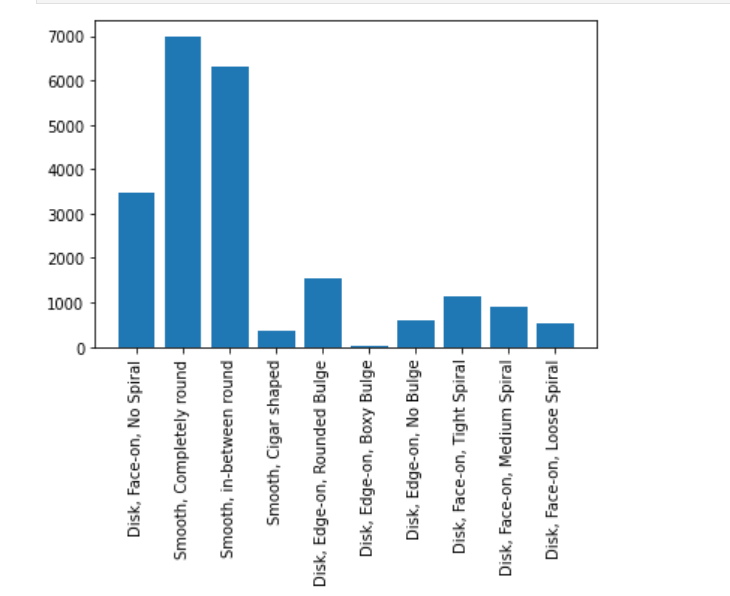 7000
6000
5000
4000
3000
2000
1000
0
Disk, Face-on, No Spiral
Smooth, Completely round
Smooth, in-between round
Smooth, Cigar shaped
Disk, Edge-on, Rounded Bulge
Disk, Edge-on, Boxy Bulge
Disk, Edge-on, No Bulge
Disk, Face-on, Tight Spiral
Disk, Face-on, Medium Spiral
Disk, Face-on, Loose Spiral